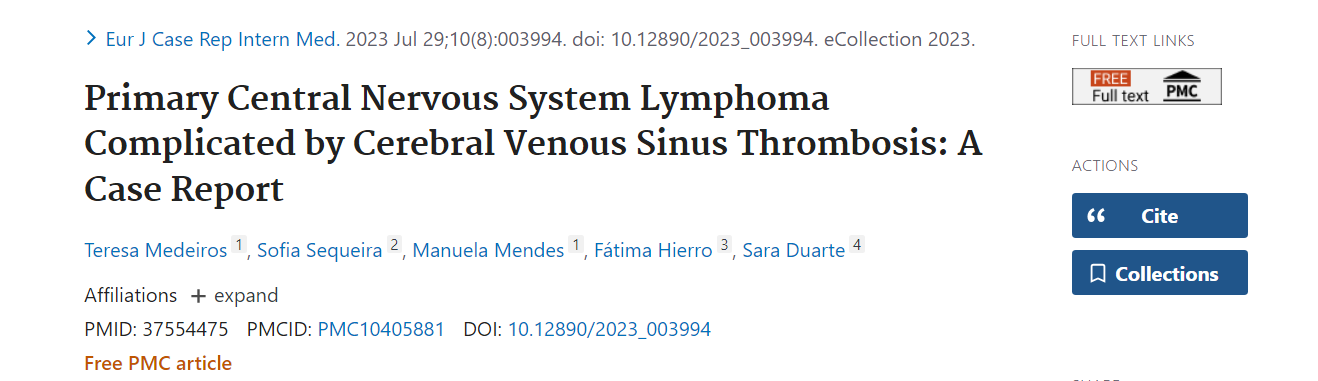 Eur J Case Rep Intern Med. 2023 Jul 29;10(8):003994. doi: 10.12890/2023_003994. eCollection 2023.
Primary Central Nervous System Lymphoma
Complicated by Cerebral Venous Sinus Thrombosis: A
Case Report
Teresa Medeiros 1, Sofia Sequeira 2, Manuela Mendes 1, Fátima Hierro 3, Sara Duarte 4
Affiliations + expand
PMID: 37554475 PMCID: PMC10405881 DOI: 10.12890/2023_003994
Free PMC article
FULL TEXT LINKS
FREE
Full text PMC
ACTIONS
Cite
Collections